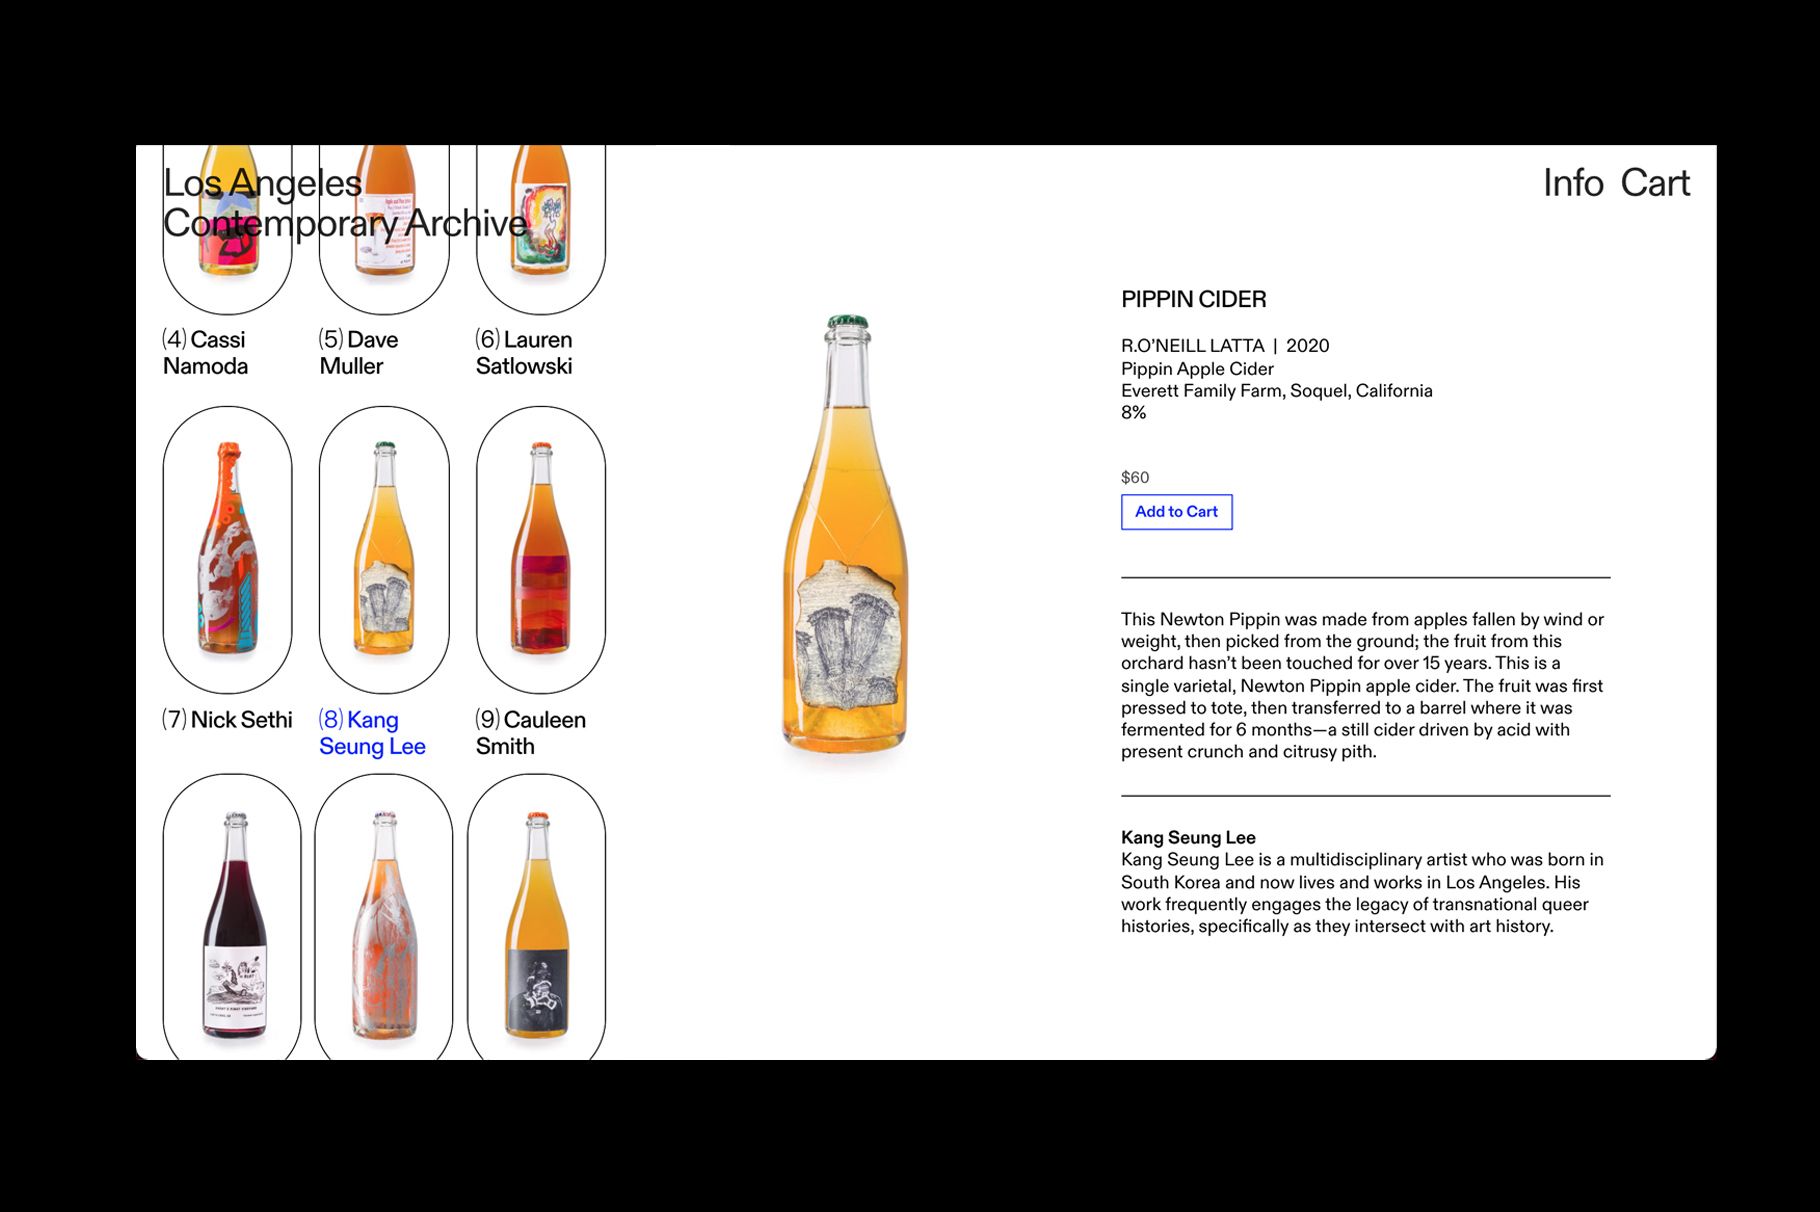 Los Angeles
Contemporary Archive
Info Cart
(4) Cassi
Namoda
(5) Dave
Muller
(6) Lauren
Satlowski
(7) Nick Sethi
(8) Kang
Seung Lee
(9) Cauleen
Smith
PIPPIN CIDER
R.O’NEILL LATTA | 2020
Pippin Apple Cider
Everett Family Farm, Soquel, California
8%
$60
Add to Cart
This Newton Pippin was made from apples fallen by wind or
weight, then picked from the ground; the fruit from this
orchard hasn’t been touched for over 15 years. This is a
single varietal, Newton Pippin apple cider. The fruit was first
pressed to tote, then transferred to a barrel where it was
fermented for 6 months—a still cider driven by acid with
present crunch and citrusy pith.
Kang Seung Lee
Kang Seung Lee is a multidisciplinary artist who was born in
South Korea and now lives and works in Los Angeles. His
work frequently engages the legacy of transnational queer
histories, specifically as they intersect with art history.